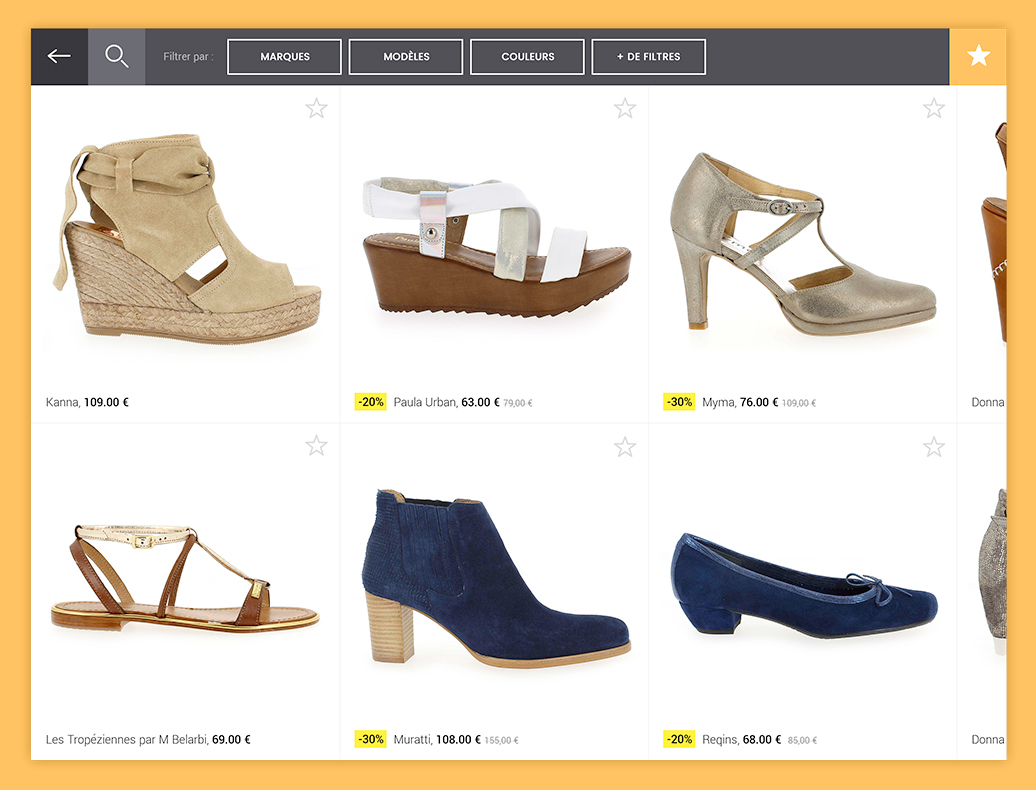 Filtrer par :
MARQUES
MODÈLES
COULEURS
+ DE FILTRES
Kanna, 109.00 €
-20% Paula Urban, 63.00 € 79,00 €
-30% Myma, 76.00 € 109,00 €
Donna
Les Tropéziennes par M Belarbi, 69.00 €
-30% Muratti, 108.00 € 155,00 €
-20% Reqins, 68.00 € 85,00 €
Donna